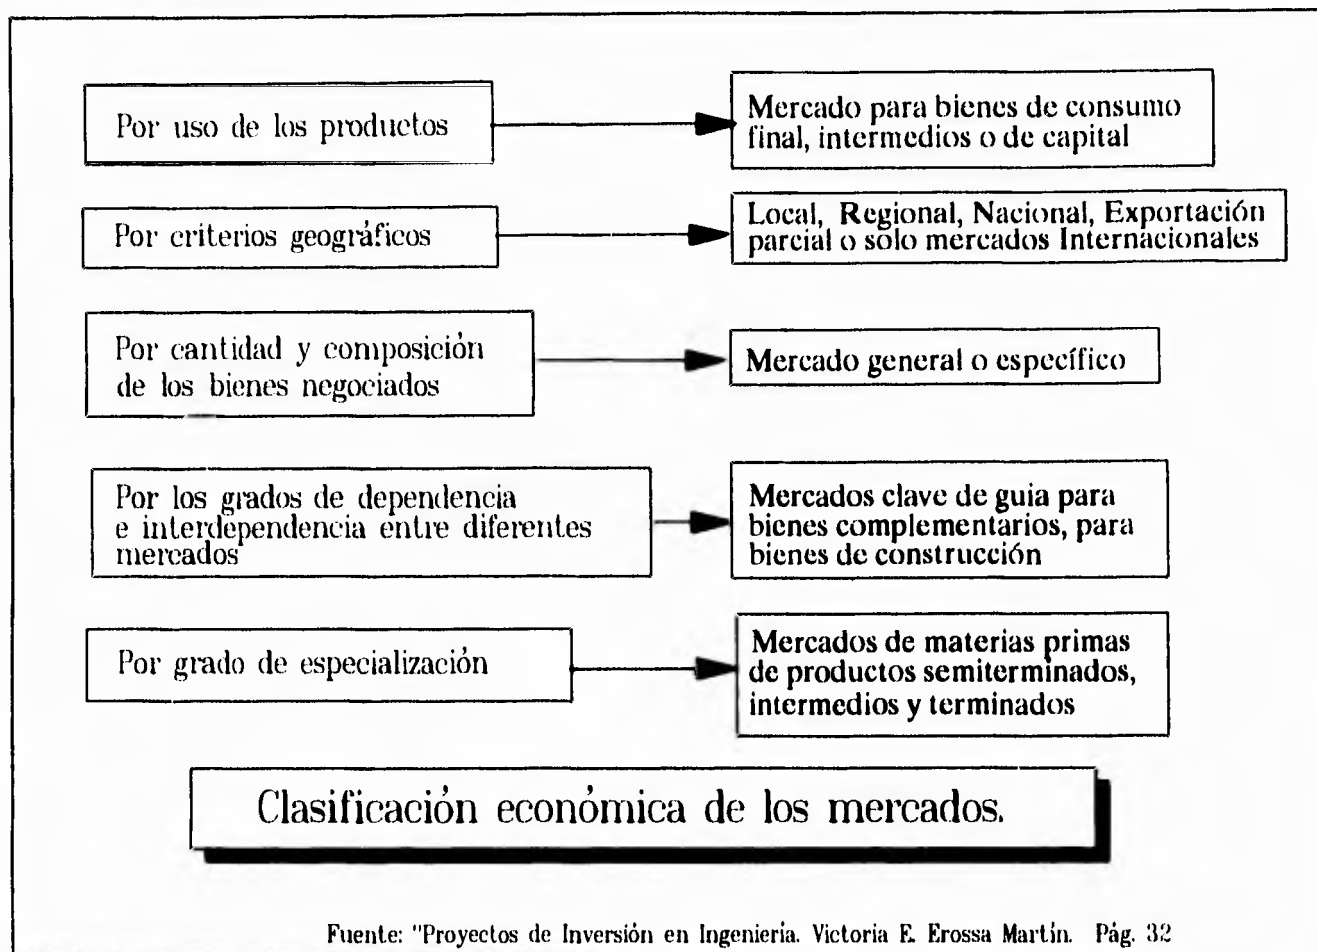 Por uso de los productos
Mercado para bienes de consumo
final, intermedios o de capital
Por criterios geográficos
Local, Regional, Nacional, Exportación
parcial o solo mercados Internacionales
Por cantidad y composición
de los bienes negociados
Mercado general o específico
Por los grados de dependencia
e interdependencia entre diferentes
mercados
Mercados clave de guia para
bienes complementarios, para
bienes de construcción
Por grado de especialización
Mercados de materias primas
de productos semiterminados,
intermedios y terminados
Clasificación económica de los mercados.
Fuente: "Proyectos de Inversión en Ingenieria. Victoria E. Erossa Martín. Pág. 32